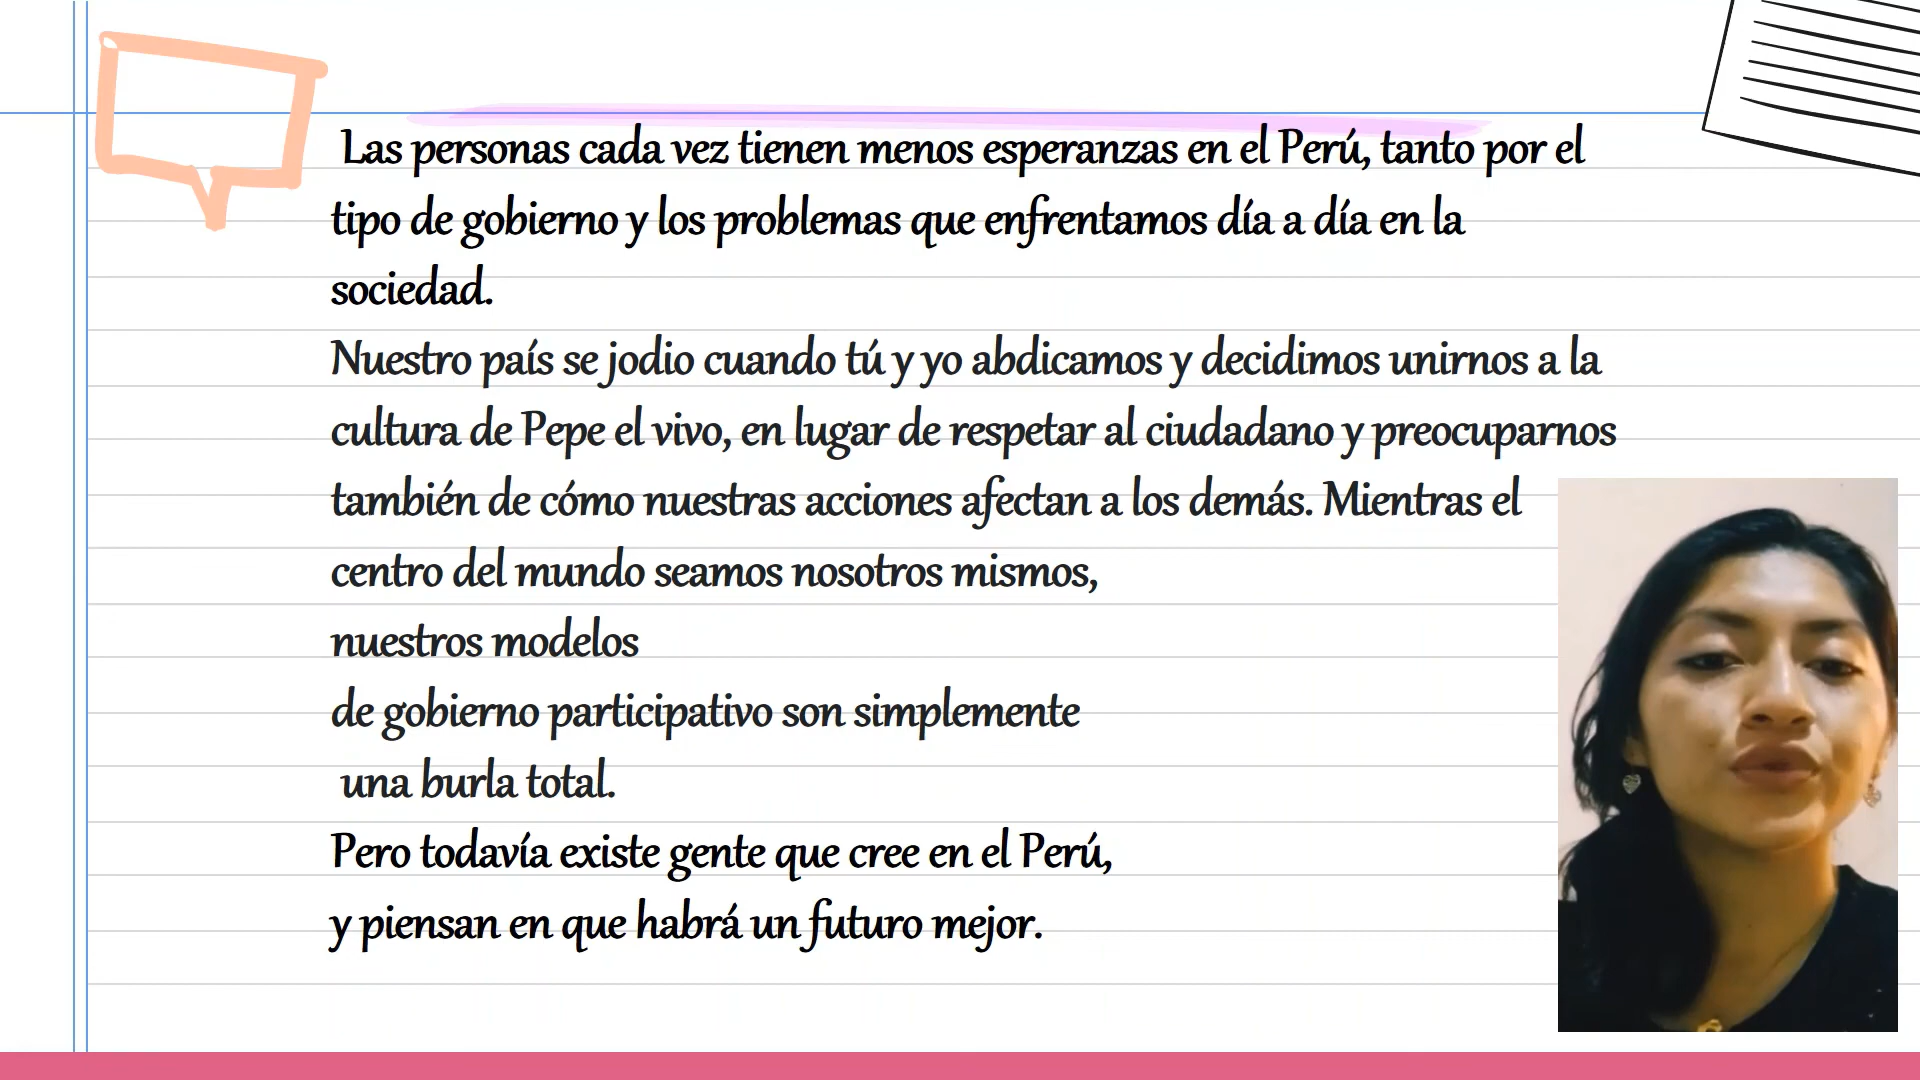 Las personas cada vez tienen menos esperanzas en el Perú, tanto por el
tipo de gobierno y los problemas que enfrentamos día a día en la
sociedad.
Nuestro país se jodio cuando tú y yo abdicamos y decidimos unirnos a la
cultura de Pepe el vivo, en lugar de respetar al ciudadano y preocuparnos
también de cómo nuestras acciones afectan a los demás. Mientras el
centro del mundo seamos nosotros mismos,
nuestros modelos
de gobierno participativo son simplemente
una burla total.
Pero todavía existe gente que cree en el Perú,
y piensan en que habrá un futuro mejor.